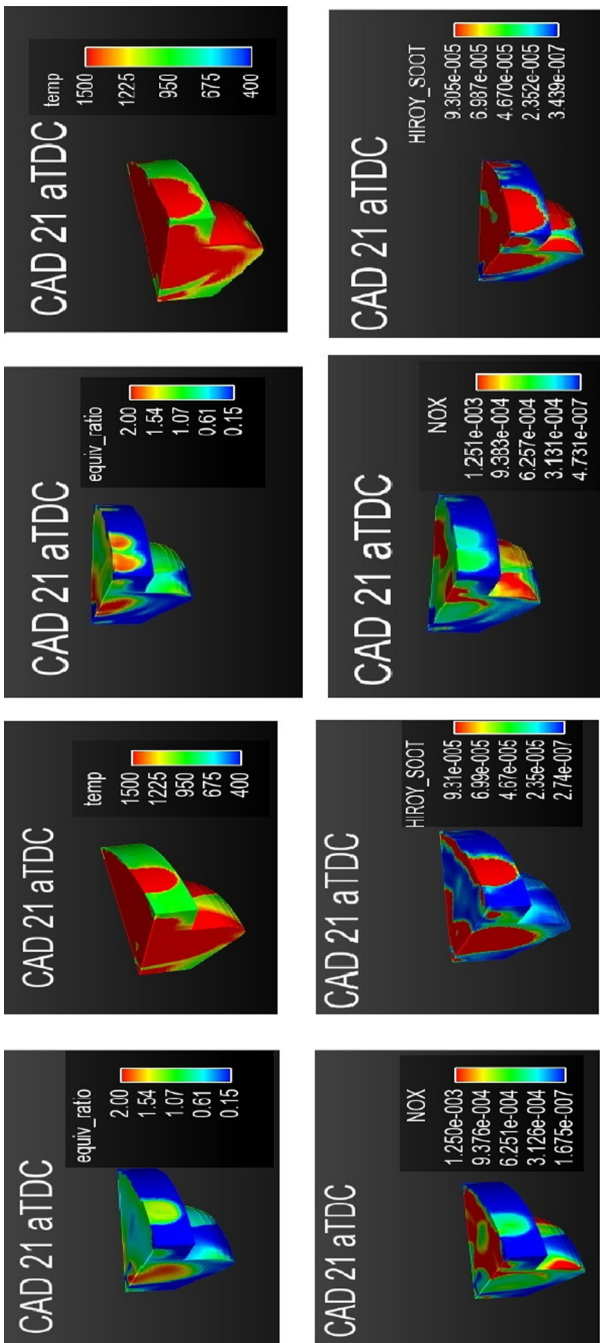 CAD 21 aTDC
equiv_ratio
2.00
1.54
1.07
0.61
0.15
CAD 21 aTDC
temp
1500
1225
950
675
400
CAD 21 aTDC
equiv_ratio
2.00
1.54
1.07
0.61
0.15
CAD 21 aTDC
temp
1500
1225
950
675
400
CAD 21 aTDC
NOX
1.250e-003
9.376e-004
6.251e-004
3.126e-004
1.675e-007
CAD 21 aTDC
HIROY_SOOT
9.31e-005
6.99e-005
4.67e-005
2.35e-005
2.74e-007
CAD 21 aTDC
NOX
1.251e-003
9.383e-004
6.257e-004
3.131e-004
4.731e-007
CAD 21 aTDC
HIROY_SOOT
9.305e-005
6.987e-005
4.670e-005
2.352e-005
3.439e-007